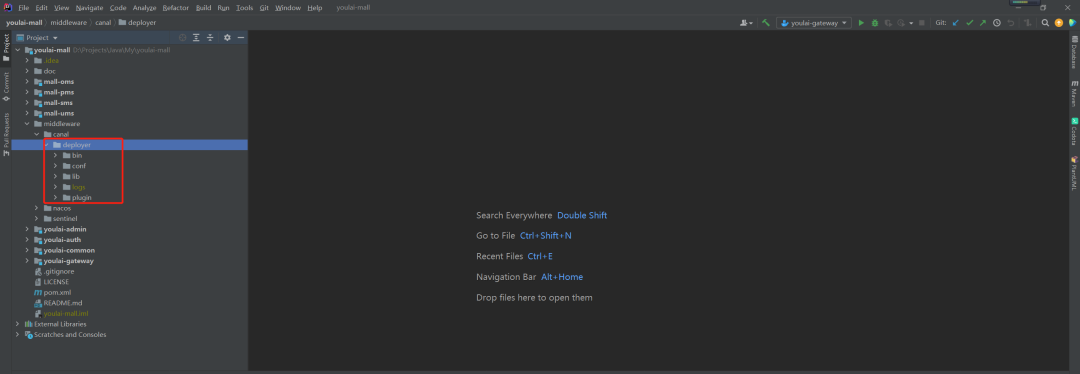 File Edit View Navigate Code Analyze Refactor Build Run Tools Git Window Help youlai-mall
youlai-mall middleware canal deployer youlai-gateway Git:
Project
youlai-mall D:\Projects\Java\My\youlai-mall
.idea
doc
mall-oms
mall-pms
mall-sms
mall-ums
middleware
canal
deployer
bin
conf
lib
logs
plugin
nacos
sentinel
youlai-admin
youlai-auth
youlai-common
youlai-gateway
.gitignore
LICENSE
pom.xml
README.md
youlai-mall.iml
External Libraries
Scratches and Consoles
Project
Commit
Pull Requests
Search Everywhere Double Shift
Go to File Ctrl+Shift+N
Recent Files Ctrl+E
Navigation Bar Alt+Home
Drop files here to open them
Database
Maven
Codota
PlantUML